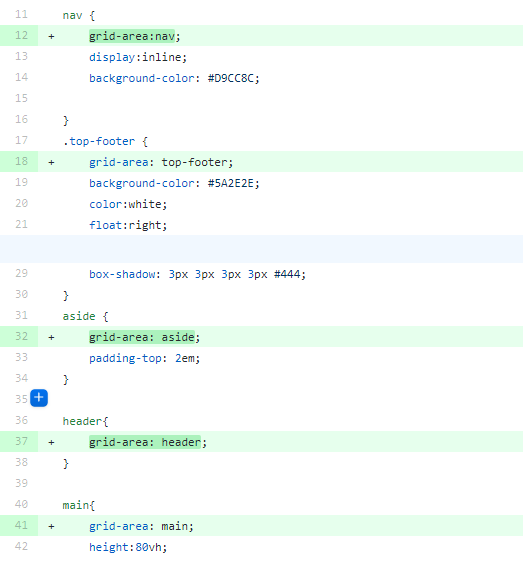 11 nav {
12 + grid-area:nav;
13 display:inline;
14 background-color: #D9CC8C;
15
16 }
17 .top-footer {
18 + grid-area: top-footer;
19 background-color: #5A2E2E;
20 color:white;
21 float:right;
29 box-shadow: 3px 3px 3px 3px #444;
30 }
31 aside {
32 + grid-area: aside;
33 padding-top: 2em;
34 }
35 +
36 header{
37 + grid-area: header;
38 }
39
40 main{
41 + grid-area: main;
42 height:80vh;